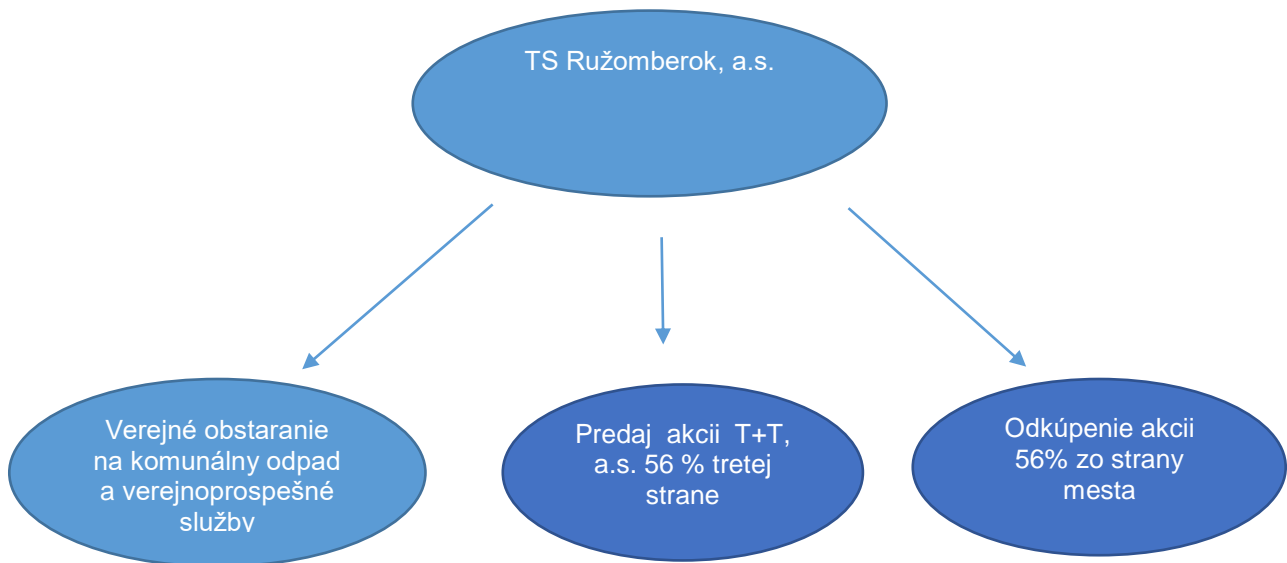 TS Ružomberok, a.s.
Verejné obstaranie
na komunálny odpad
a verejnoprospešné
služby
Predaj akcii T+T,
a.s. 56 % tretej
strane
Odkúpenie akcii
56% zo strany
mesta